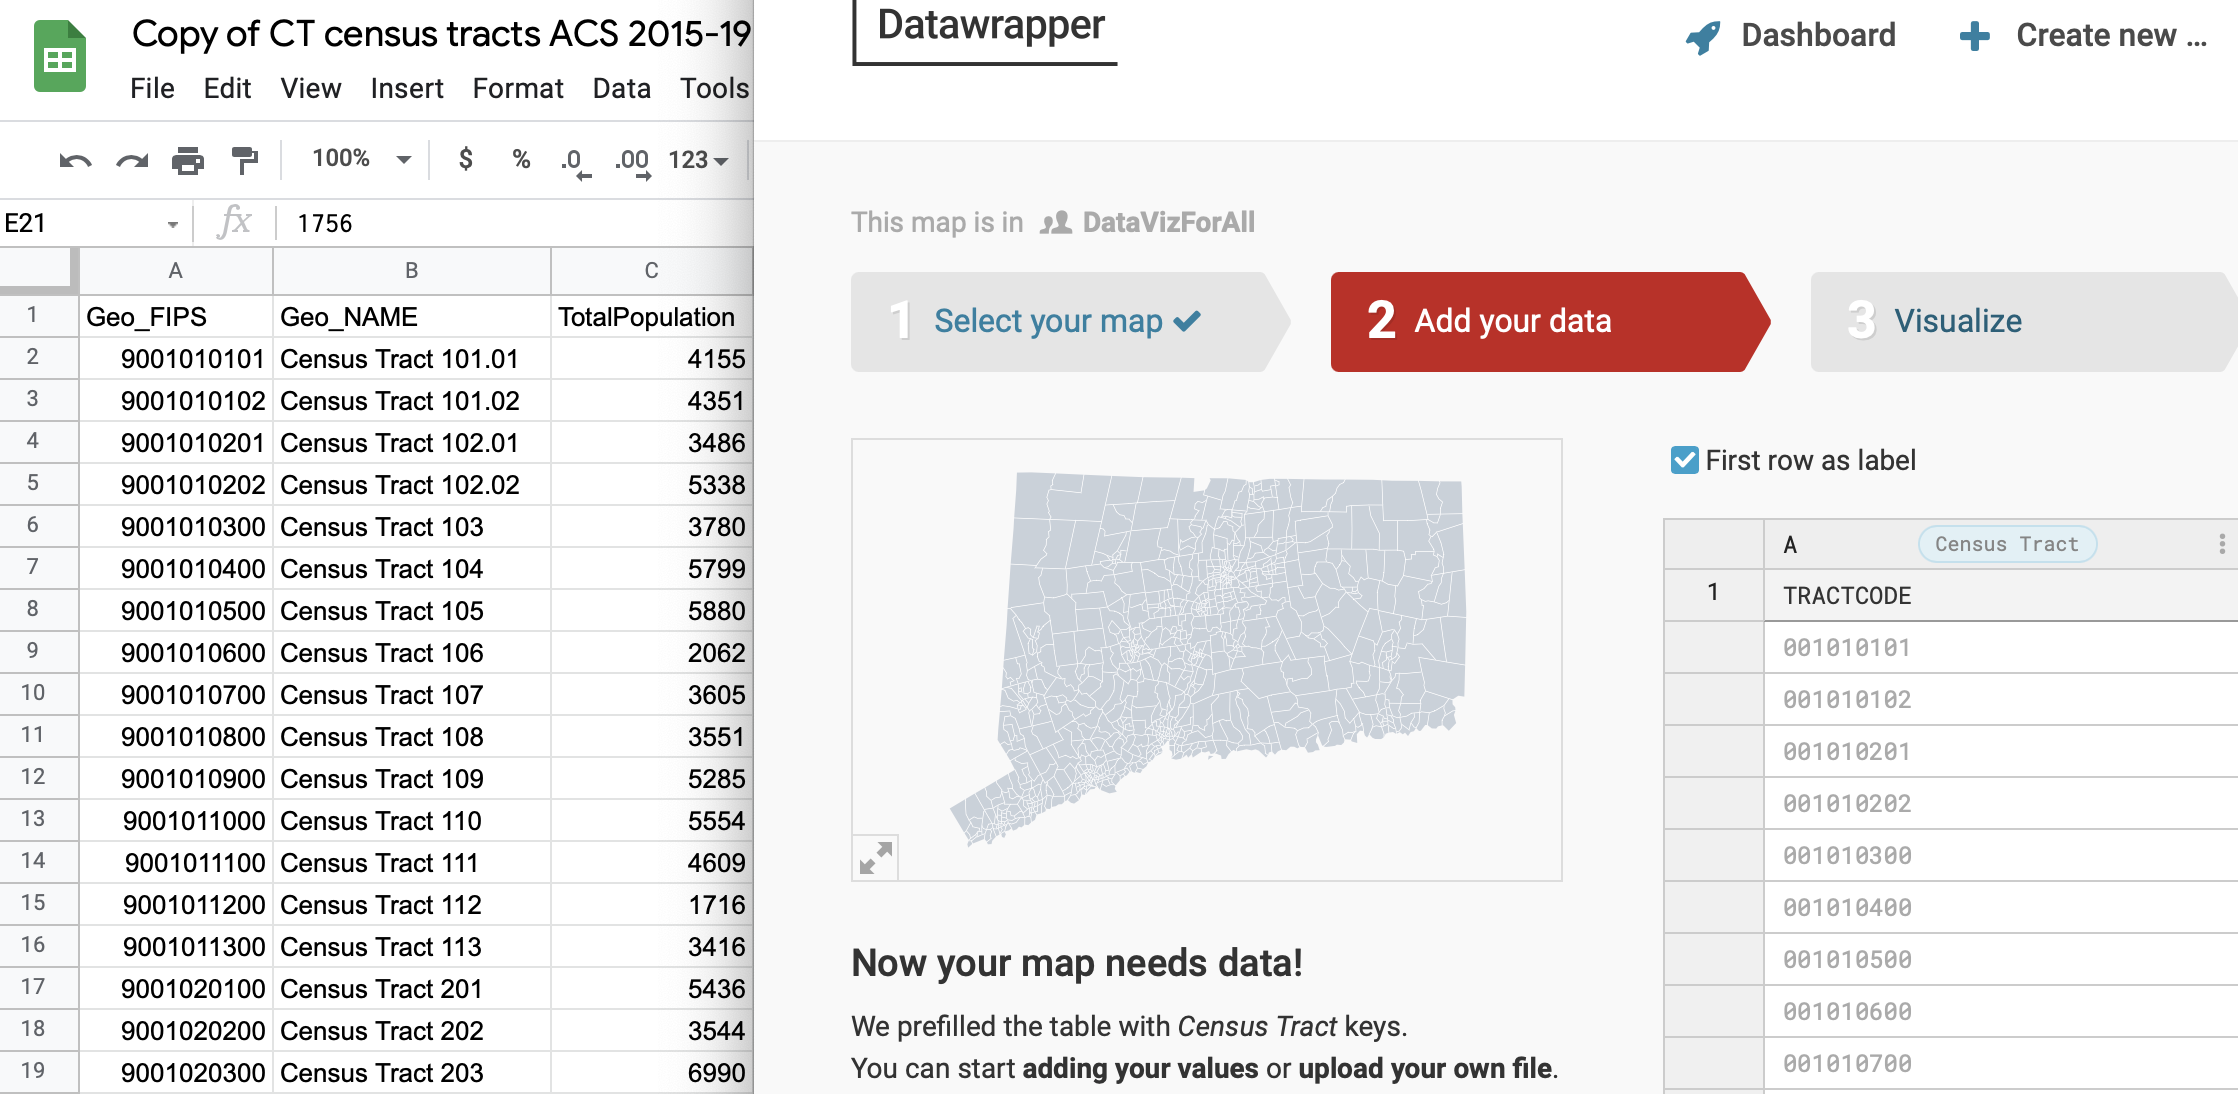 Copy of CT census tracts ACS 2015-19
File Edit View Insert Format Data Tools
100% $ % .0 .00 123
E21 fx 1756
A B C
1 Geo_FIPS Geo_NAME TotalPopulation
2 9001010101 Census Tract 101.01 4155
3 9001010102 Census Tract 101.02 4351
4 9001010201 Census Tract 102.01 3486
5 9001010202 Census Tract 102.02 5338
6 9001010300 Census Tract 103 3780
7 9001010400 Census Tract 104 5799
8 9001010500 Census Tract 105 5880
9 9001010600 Census Tract 106 2062
10 9001010700 Census Tract 107 3605
11 9001010800 Census Tract 108 3551
12 9001010900 Census Tract 109 5285
13 9001011000 Census Tract 110 5554
14 9001011100 Census Tract 111 4609
15 9001011200 Census Tract 112 1716
16 9001011300 Census Tract 113 3416
17 9001020100 Census Tract 201 5436
18 9001020200 Census Tract 202 3544
19 9001020300 Census Tract 203 6990
Datawrapper
Dashboard
Create new ...
This map is in DataVizForAll
1 Select your map
2 Add your data
3 Visualize
First row as label
A Census Tract
1 TRACTCODE
001010101
001010102
001010201
001010202
001010300
001010400
001010500
001010600
001010700
Now your map needs data!
We prefilled the table with Census Tract keys.
You can start adding your values or upload your own file.